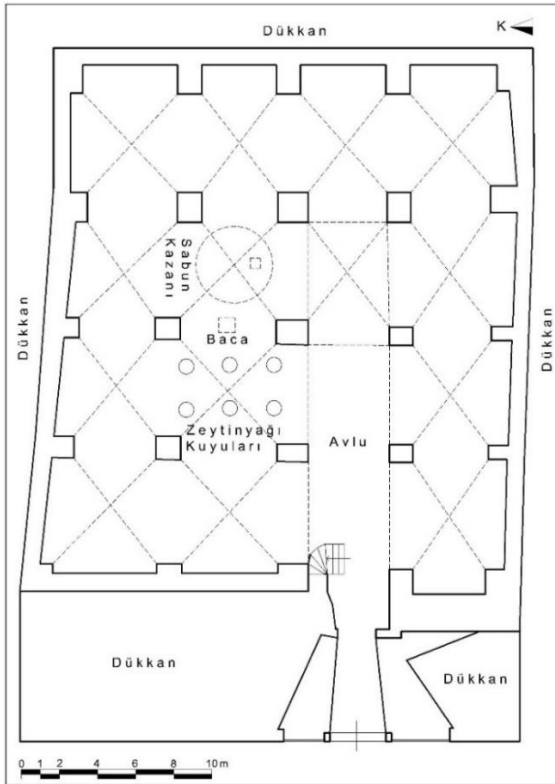 Dükkan
K
Sabun
Kazanı
Dükkan
Dükkan
Baca
Zeytinyağı
Kuyuları
Avlu
Dükkan
Dükkan
0 1 2 4 6 8 10m